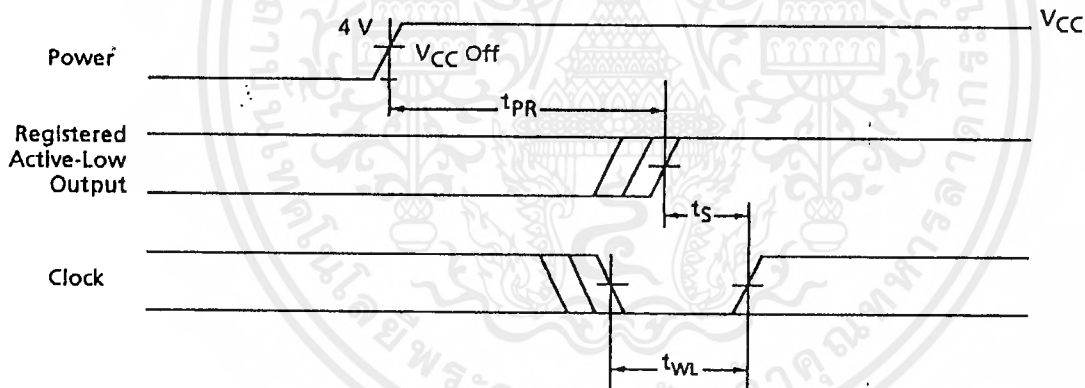 4 V
VCC
Power
VCC Off
tPR
Registered
Active-Low
Output
tS
Clock
tWL